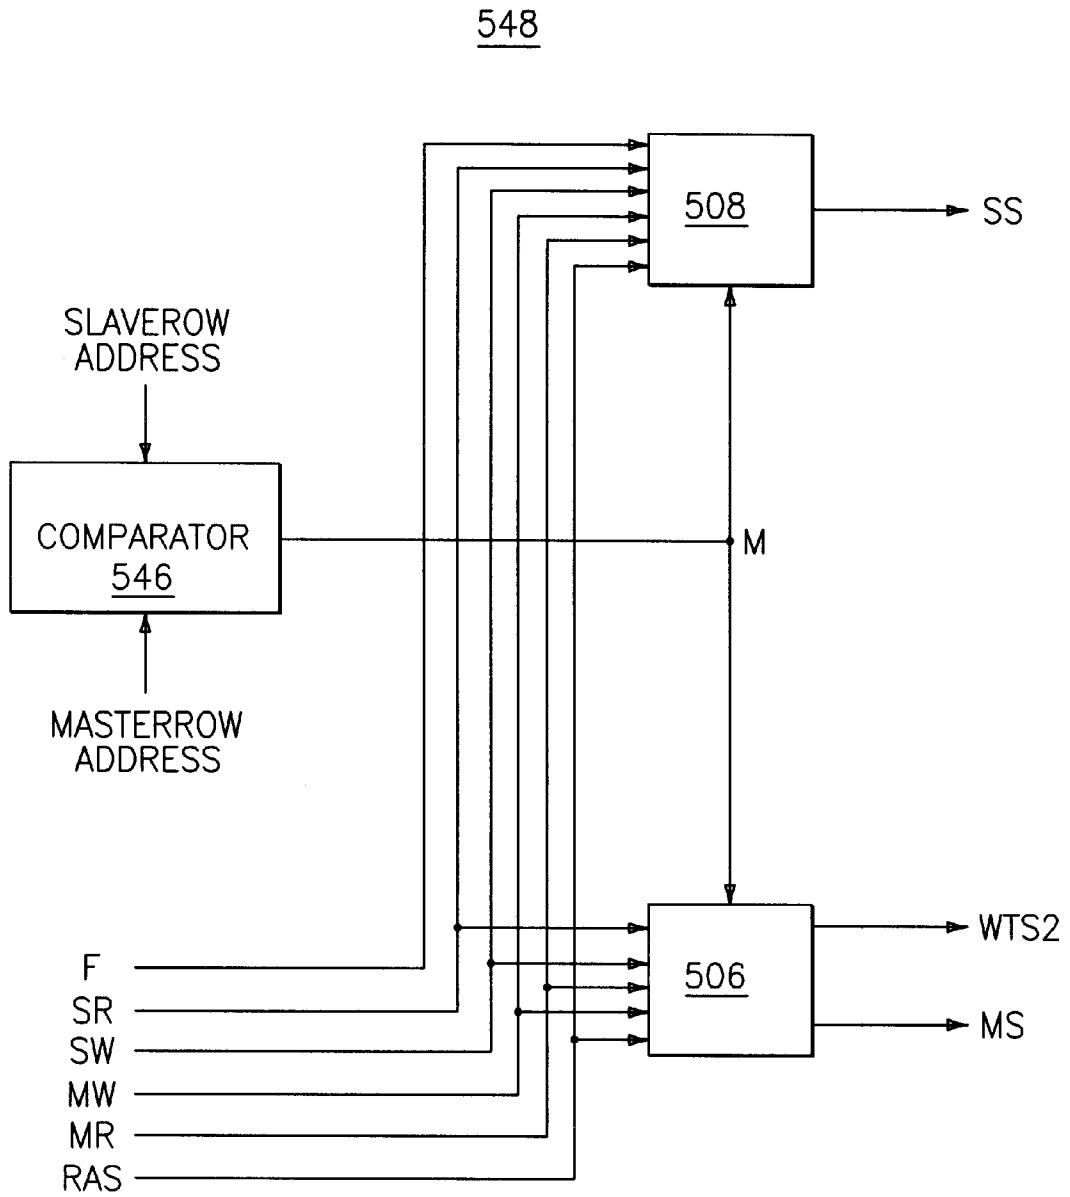 548
508
SS
SLAVEROW
ADDRESS
COMPARATOR
546
M
MASTERROW
ADDRESS
WTS2
506
MS
F
SR
SW
MW
MR
RAS